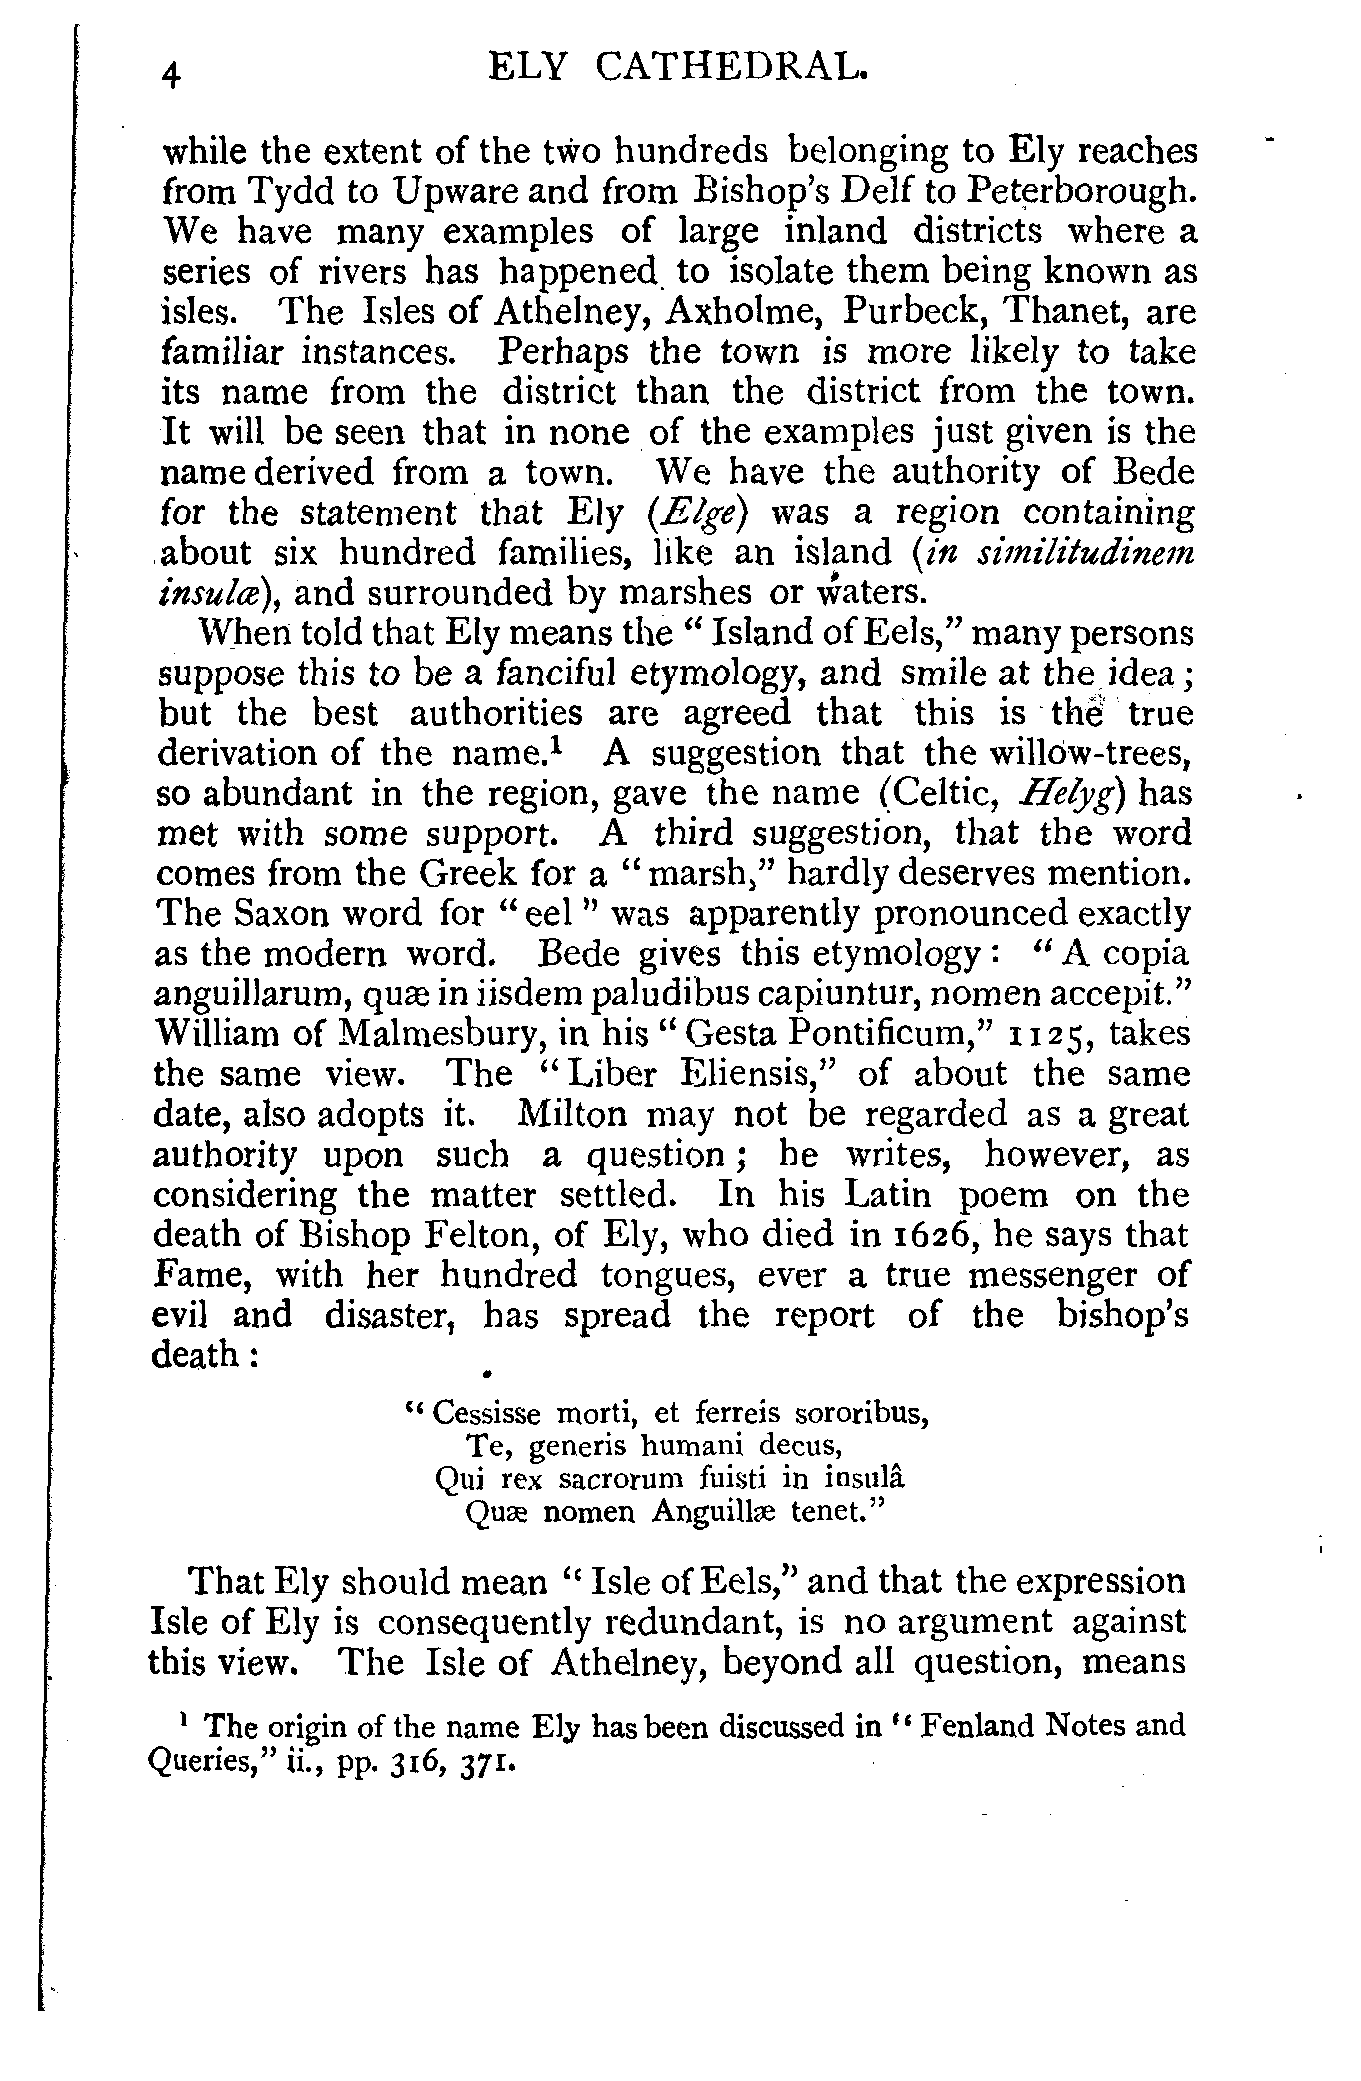 4 ELY CATHEDRAL.
while the extent of the two hundreds belonging to Ely reaches
from Tydd to Upware and from Bishop's Delf to Peterborough.
We have many examples of large inland districts where a
series of rivers has happened to isolate them being known as
isles. The Isles of Athelney, Axholme, Purbeck, Thanet, are
familiar instances. Perhaps the town is more likely to take
its name from the district than the district from the town.
It will be seen that in none of the examples just given is the
name derived from a town. We have the authority of Bede
for the statement that Ely (Elge) was a region containing
about six hundred families, like an island (in similitudinem
insulæ), and surrounded by marshes or waters.
When told that Ely means the “ Island of Eels,” many persons
suppose this to be a fanciful etymology, and smile at the idea ;
but the best authorities are agreed that this is the true
derivation of the name.¹ A suggestion that the willow-trees,
so abundant in the region, gave the name (Celtic, Helyg) has
met with some support. A third suggestion, that the word
comes from the Greek for a “ marsh,” hardly deserves mention.
The Saxon word for “ eel ” was apparently pronounced exactly
as the modern word. Bede gives this etymology : “ A copia
anguillarum, quæ in iisdem paludibus capiuntur, nomen accepit.”
William of Malmesbury, in his “ Gesta Pontificum,” 1125, takes
the same view. The “ Liber Eliensis,” of about the same
date, also adopts it. Milton may not be regarded as a great
authority upon such a question ; he writes, however, as
considering the matter settled. In his Latin poem on the
death of Bishop Felton, of Ely, who died in 1626, he says that
Fame, with her hundred tongues, ever a true messenger of
evil and disaster, has spread the report of the bishop's
death :
“ Cessisse morti, et ferreis sororibus,
Te, generis humani decus,
Qui rex sacrorum fuisti in insulâ
Quæ nomen Anguillæ tenet.”
That Ely should mean “ Isle of Eels,” and that the expression
Isle of Ely is consequently redundant, is no argument against
this view. The Isle of Athelney, beyond all question, means
¹ The origin of the name Ely has been discussed in “ Fenland Notes and
Queries,” ii., pp. 316, 371.